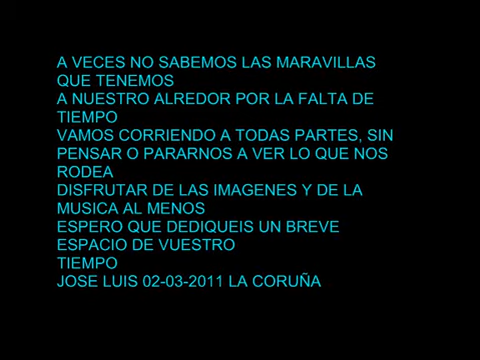 A VECES NO SABEMOS LAS MARAVILLAS
QUE TENEMOS
A NUESTRO ALREDOR POR LA FALTA DE
TIEMPO
VAMOS CORRIENDO A TODAS PARTES, SIN
PENSAR O PARARNOS A VER LO QUE NOS
RODEA
DISFRUTAR DE LAS IMAGENES Y DE LA
MUSICA AL MENOS
ESPERO QUE DEDIQUEIS UN BREVE
ESPACIO DE VUESTRO
TIEMPO
JOSE LUIS 02-03-2011 LA CORUÑA